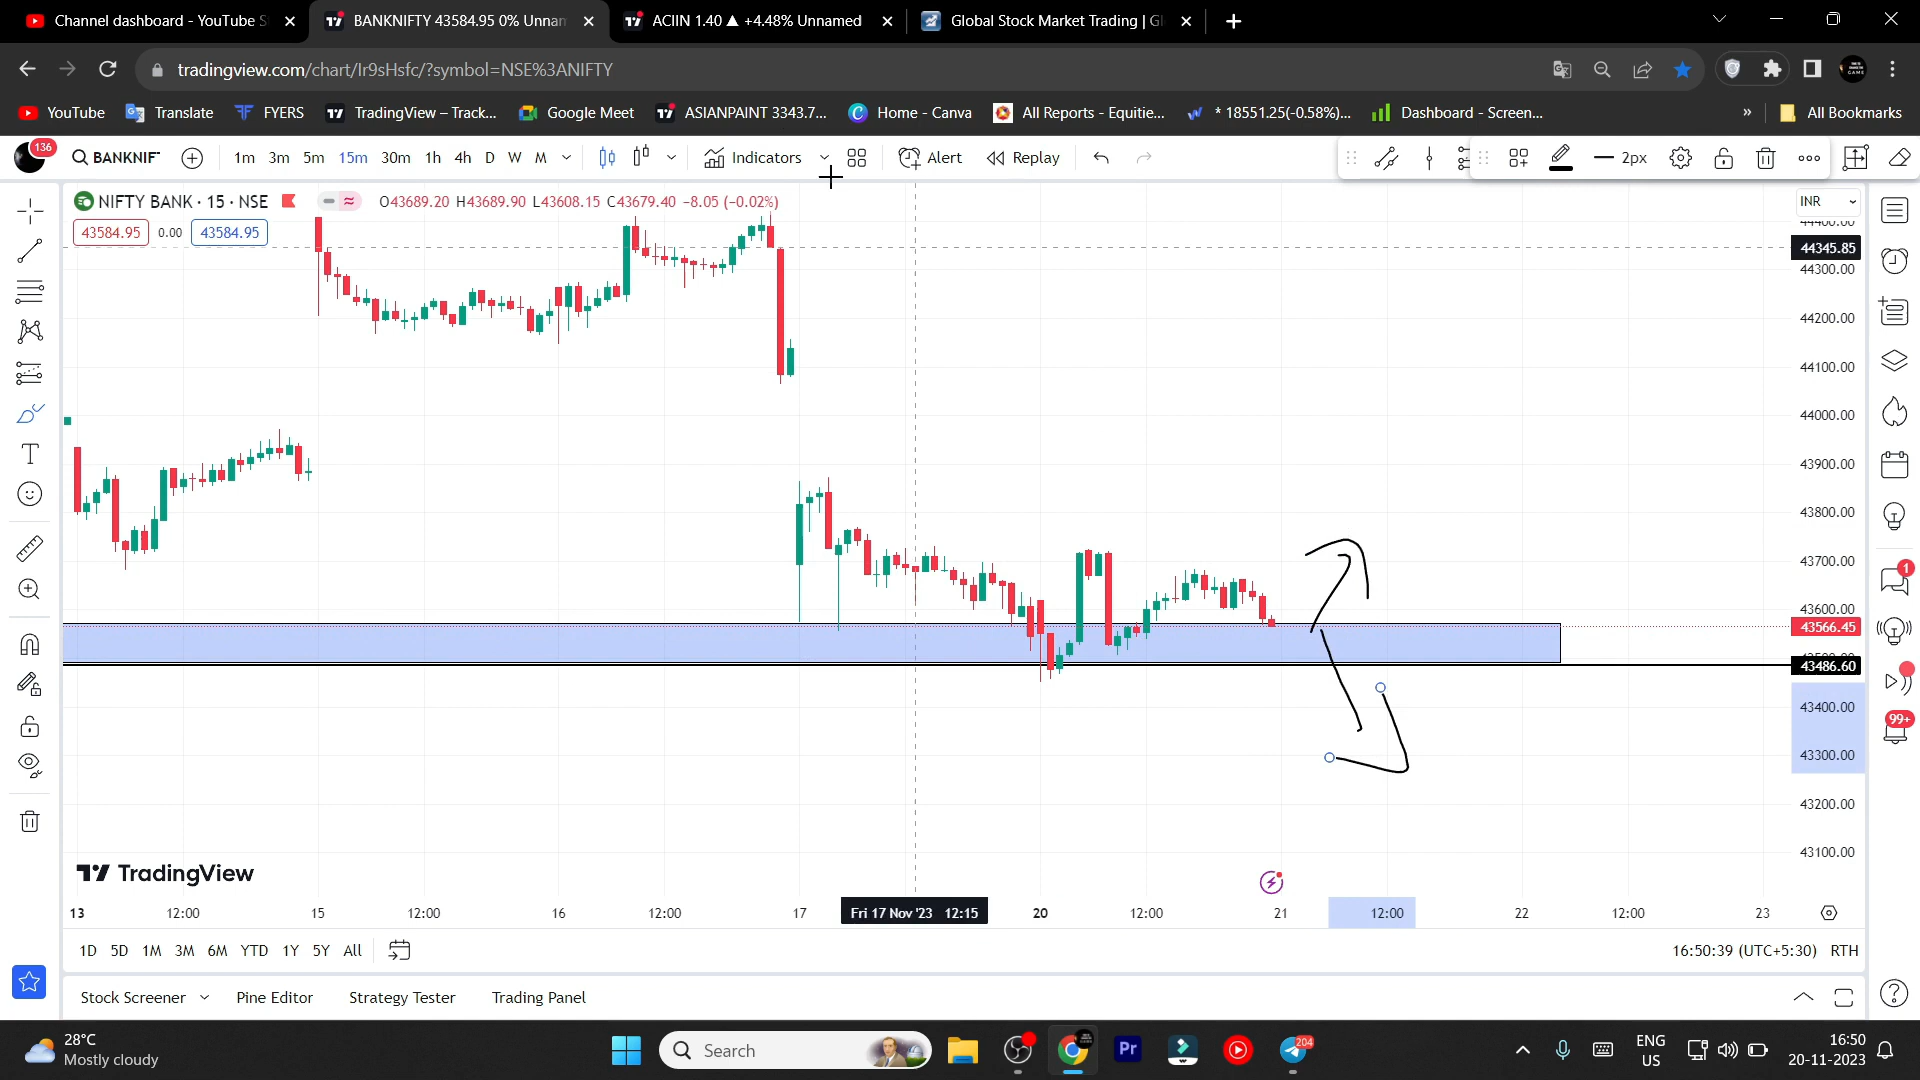 Channel dashboard - YouTube S
BANKNIFTY 43584.95 0% Unnam
ACIIN 1.40 ▲ +4.48% Unnamed
Global Stock Market Trading | Gl
tradingview.com/chart/Ir9sHsfc/?symbol=NSE%3ANIFTY
YouTube
Translate
FYERS
TradingView – Track...
Google Meet
ASIANPAINT 3343.7...
Home - Canva
All Reports - Equitie...
* 18551.25(-0.58%)...
Dashboard - Screen...
»
All Bookmarks
136
BANKNIF
1m 3m 5m 15m 30m 1h 4h D W M
Indicators
Alert
Replay
2px
NIFTY BANK · 15 · NSE
O43689.20 H43689.90 L43608.15 C43679.40 -8.05 (-0.02%)
43584.95 0.00 43584.95
INR
44345.85
44300.00
44200.00
44100.00
44000.00
43900.00
43800.00
43700.00
43600.00
43566.45
43486.60
43400.00
43300.00
43200.00
43100.00
1
99+
TradingView
13 12:00 15 12:00 16 12:00 17 Fri 17 Nov '23 12:15 20 12:00 21 12:00 22 12:00 23
1D 5D 1M 3M 6M YTD 1Y 5Y All
16:50:39 (UTC+5:30) RTH
Stock Screener
Pine Editor
Strategy Tester
Trading Panel
28°C
Mostly cloudy
Search
Pr
204
ENG
US
16:50
20-11-2023